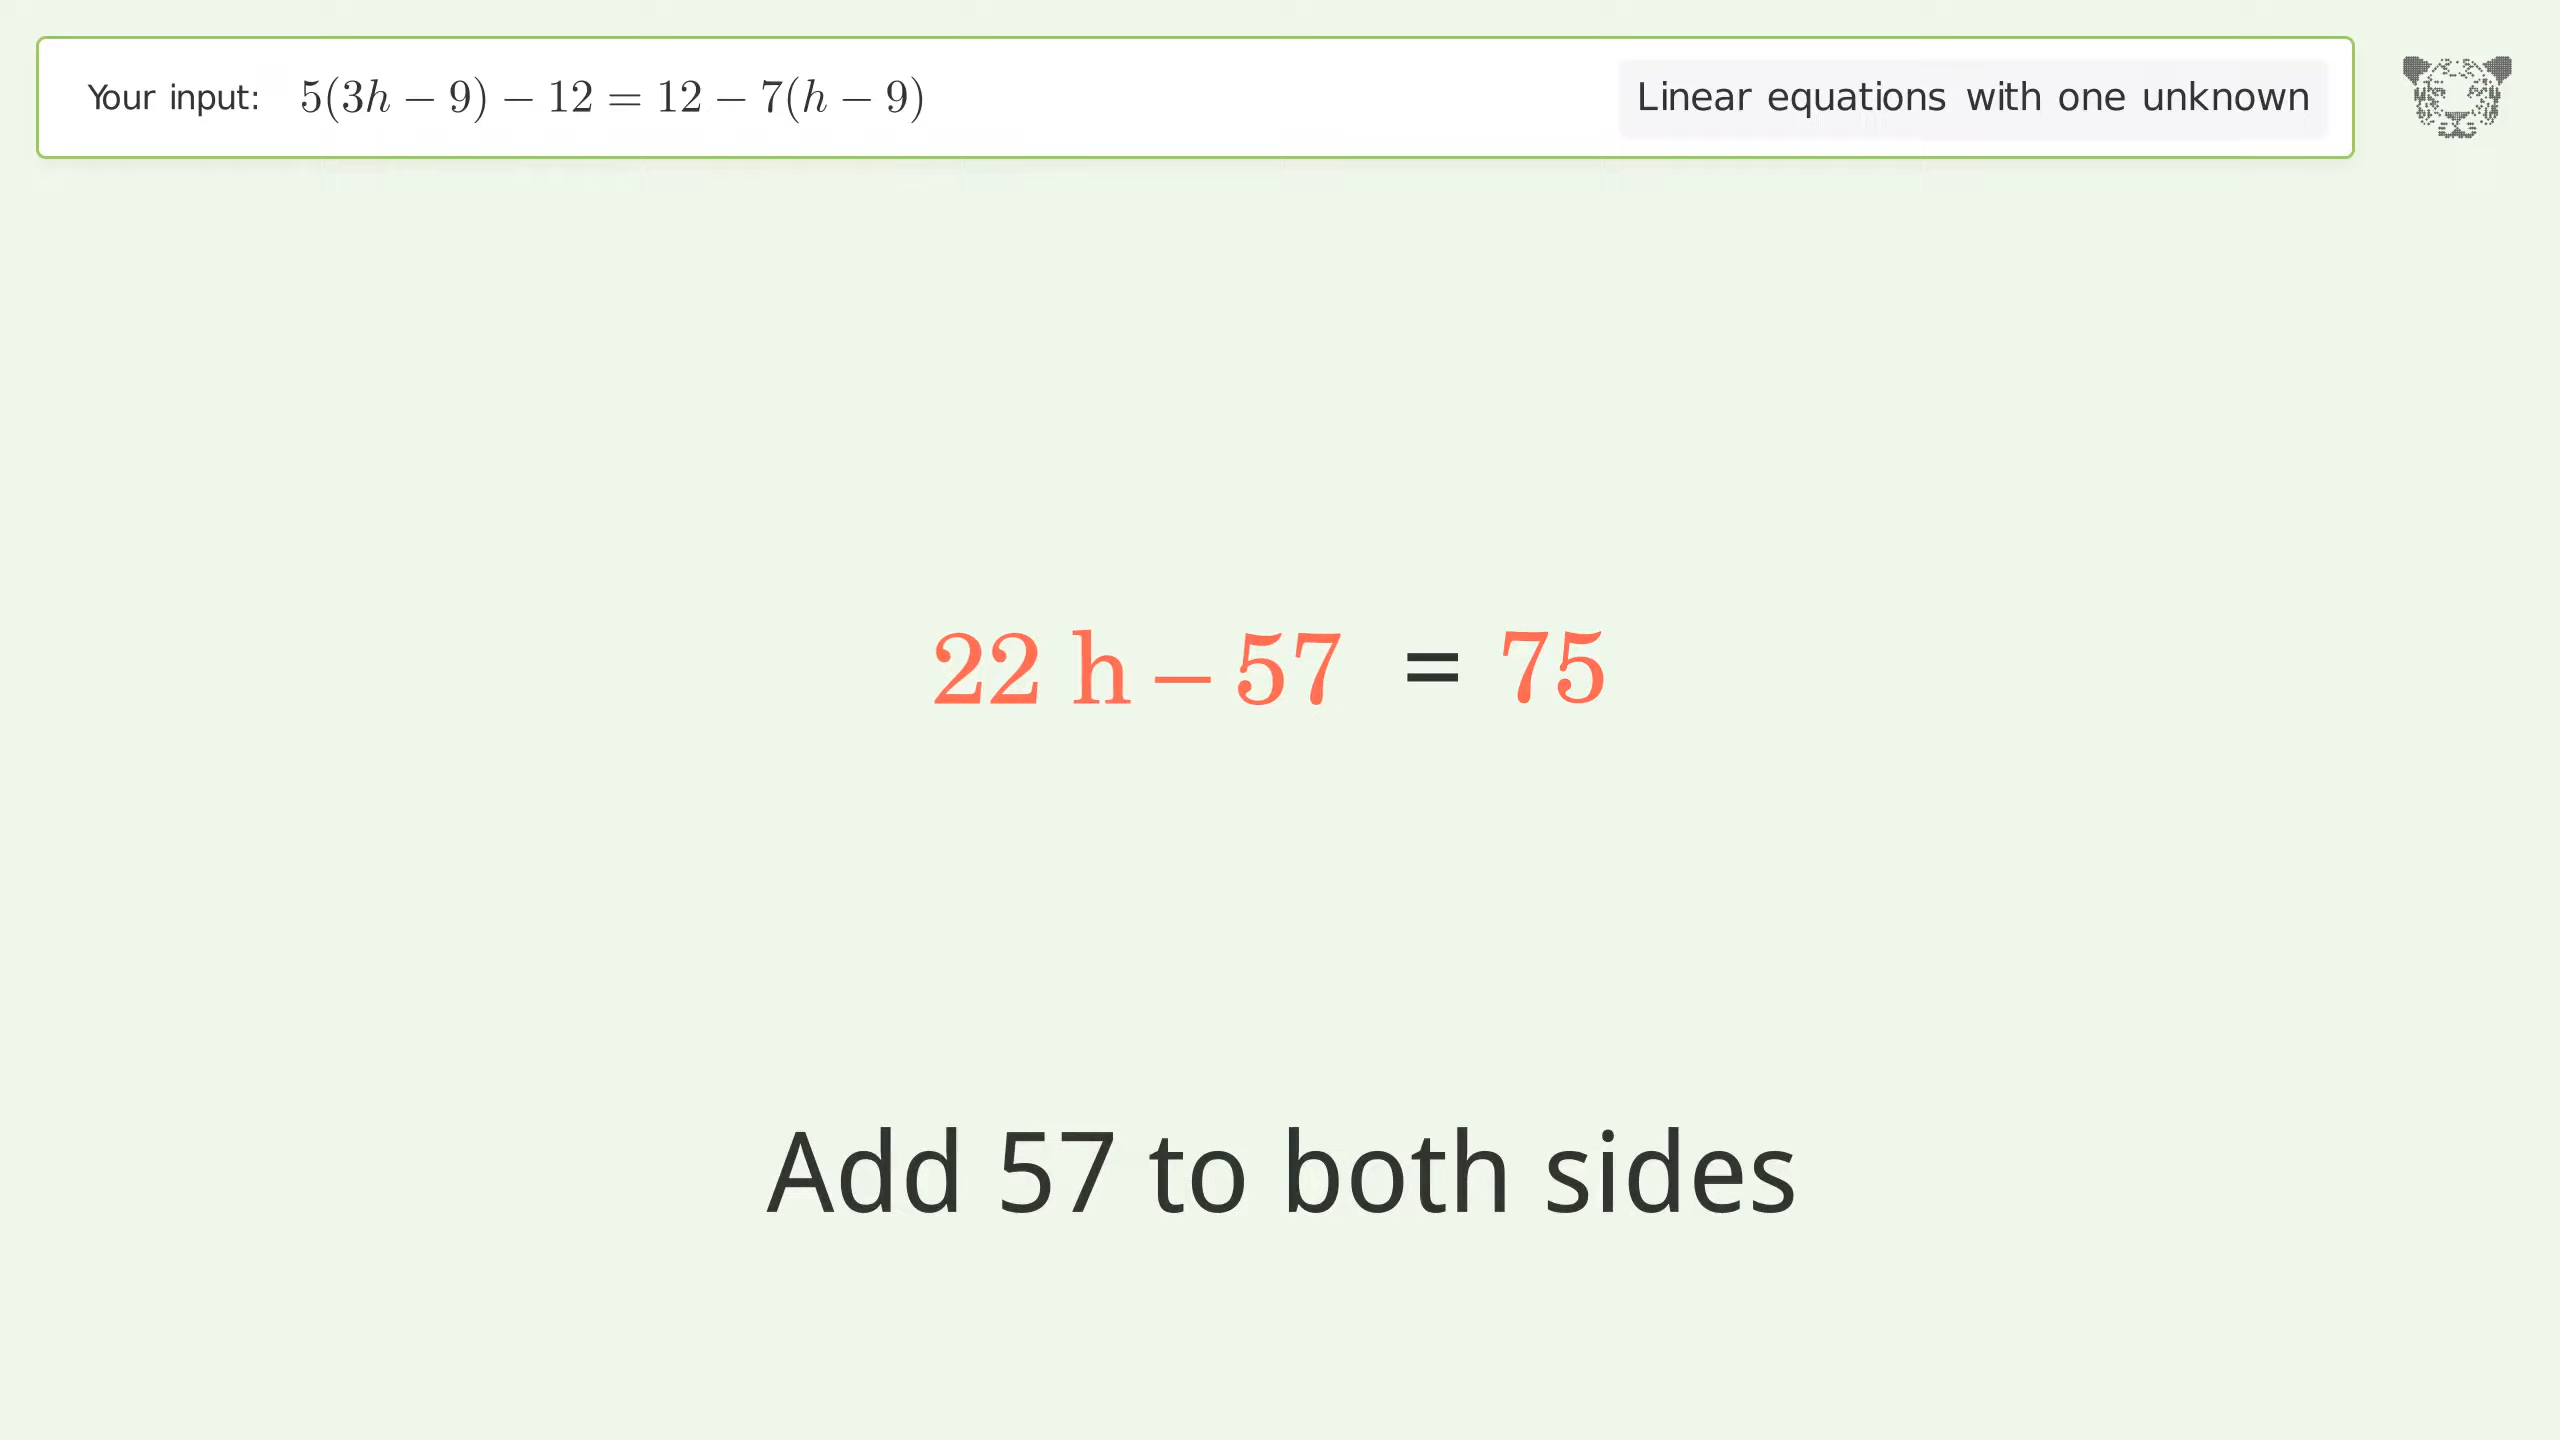 Your input: 5(3h − 9) − 12 = 12 − 7(h − 9)
Linear equations with one unknown
22 h − 57 = 75
Add 57 to both sides